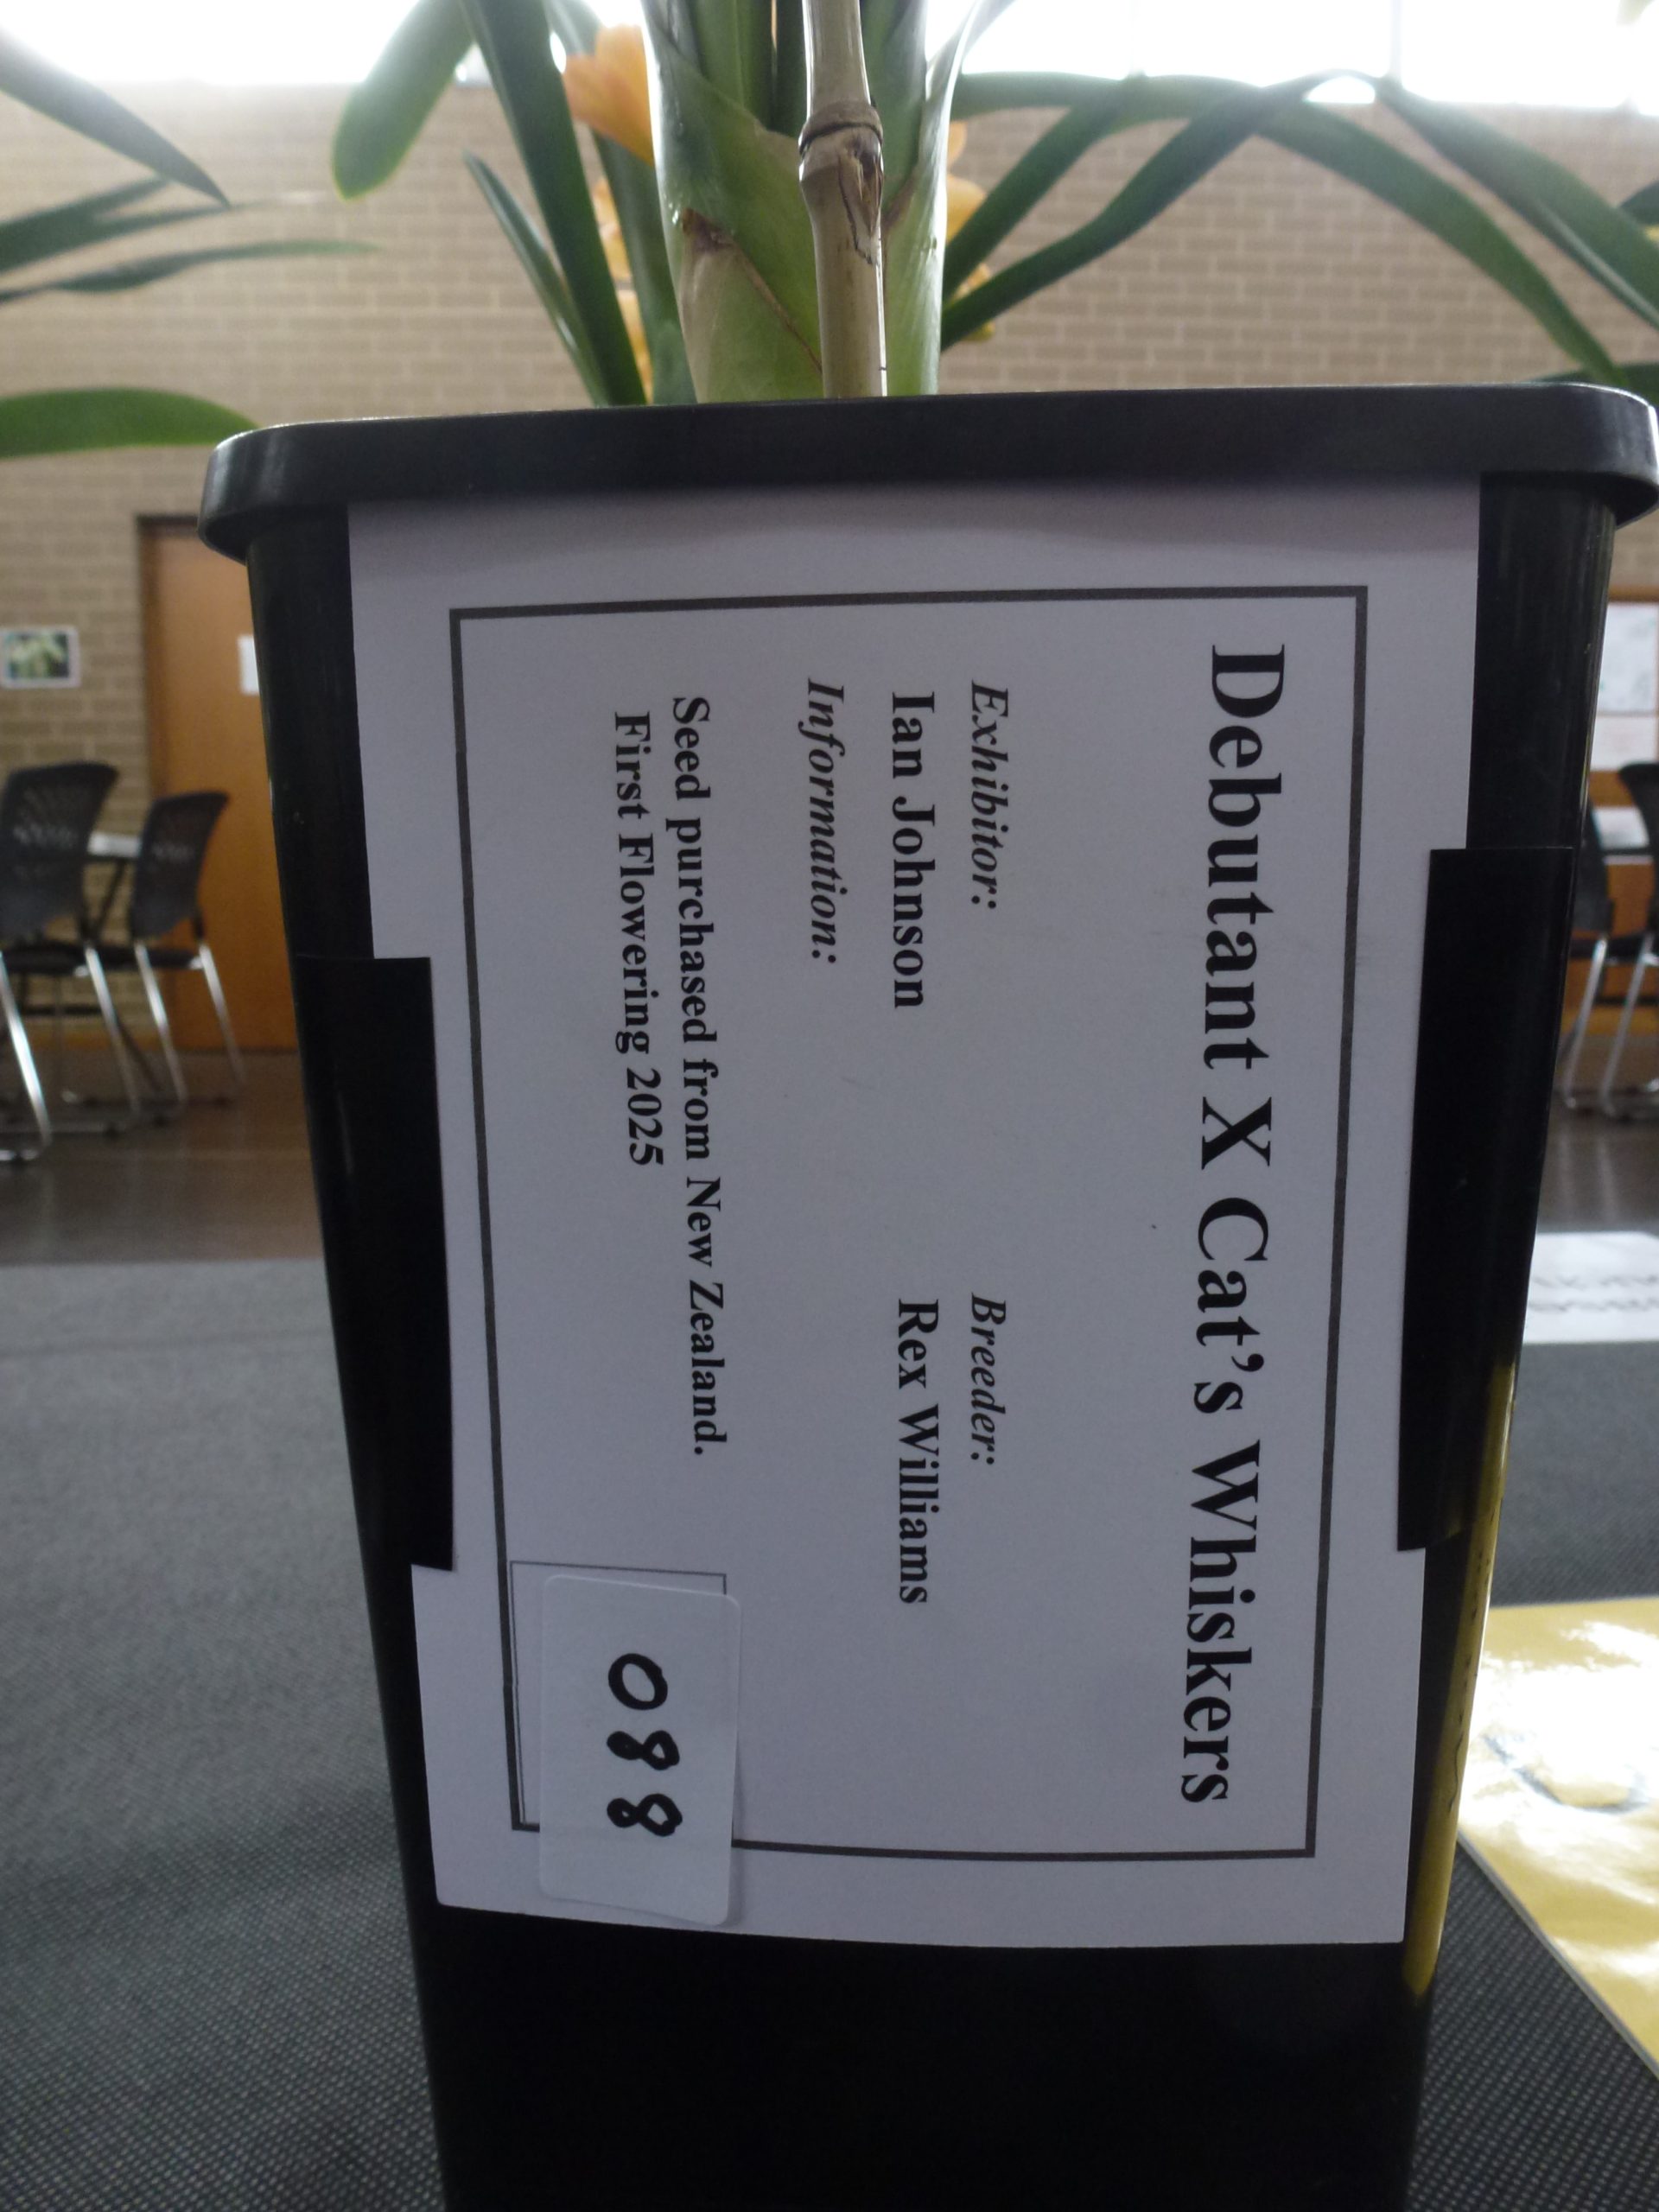 Debutant X Cat's Whiskers
Exhibitor:
Breeder:
Ian Johnson
Rex Williams
Information:
Seed purchased from New Zealand.
First Flowering 2025
088